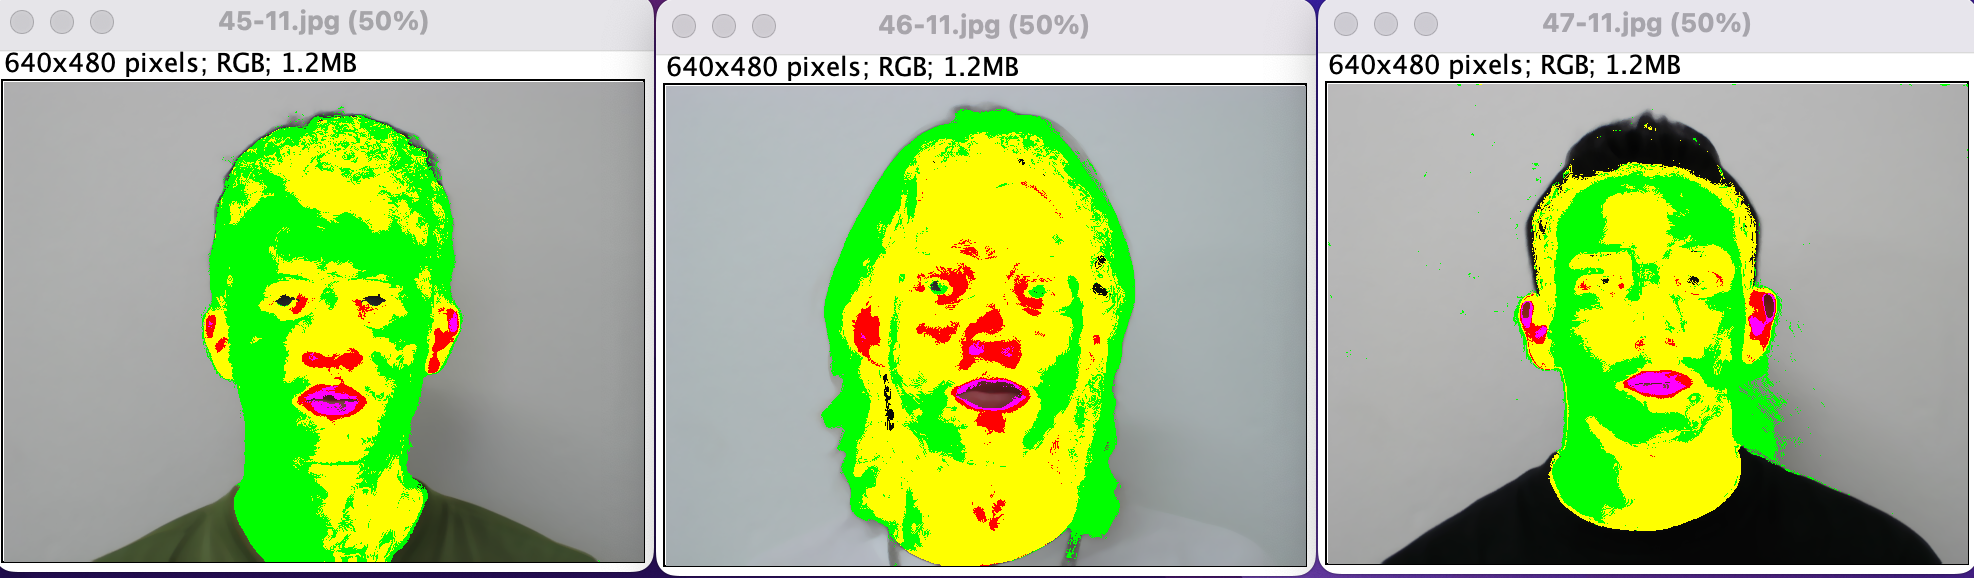 45-11.jpg (50%)
640x480 pixels; RGB; 1.2MB
46-11.jpg (50%)
640x480 pixels; RGB; 1.2MB
47-11.jpg (50%)
640x480 pixels; RGB; 1.2MB